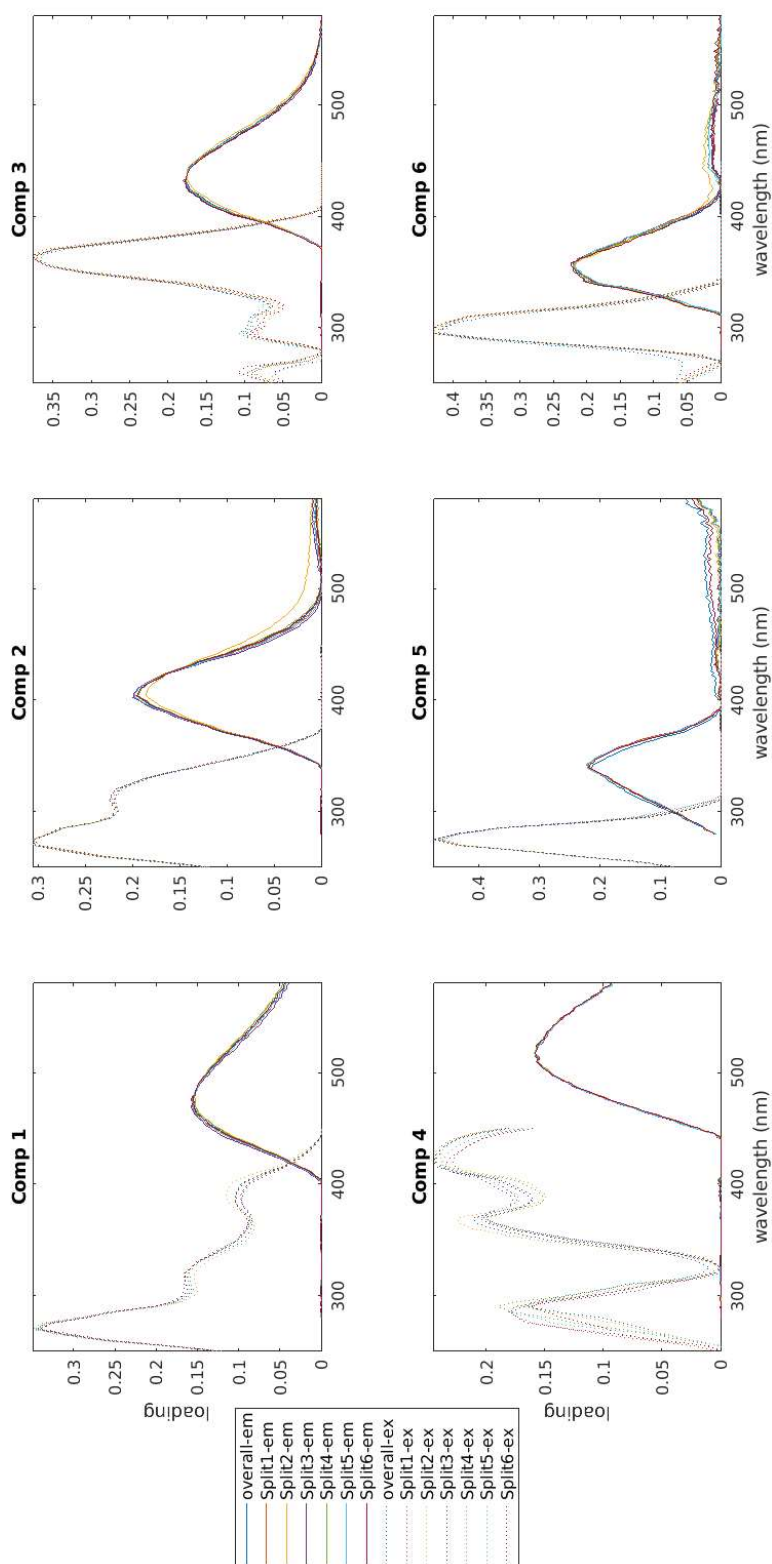 overall-em
Split1-em
Split2-em
Split3-em
Split4-em
Split5-em
Split6-em
overall-ex
Split1-ex
Split2-ex
Split3-ex
Split4-ex
Split5-ex
Split6-ex
Comp 1
loading
0.3
0.25
0.2
0.15
0.1
0.05
0
300 400 500
Comp 2
0.3
0.25
0.2
0.15
0.1
0.05
0
300 400 500
Comp 3
0.35
0.3
0.25
0.2
0.15
0.1
0.05
0
300 400 500
Comp 4
loading
0.2
0.1
0
300 400 500
wavelength (nm)
Comp 5
0.4
0.3
0.2
0.1
0
300 400 500
wavelength (nm)
Comp 6
0.4
0.35
0.3
0.25
0.2
0.15
0.1
0.05
0
300 400 500
wavelength (nm)